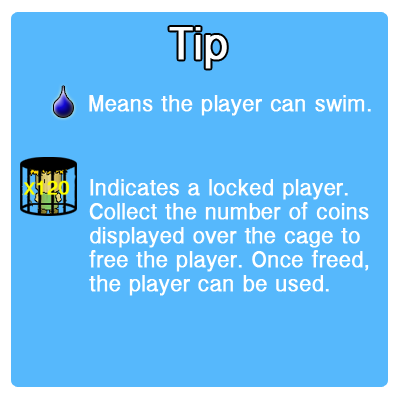 Tip
Means the player can swim.
x120
Indicates a locked player.
Collect the number of coins
displayed over the cage to
free the player. Once freed,
the player can be used.